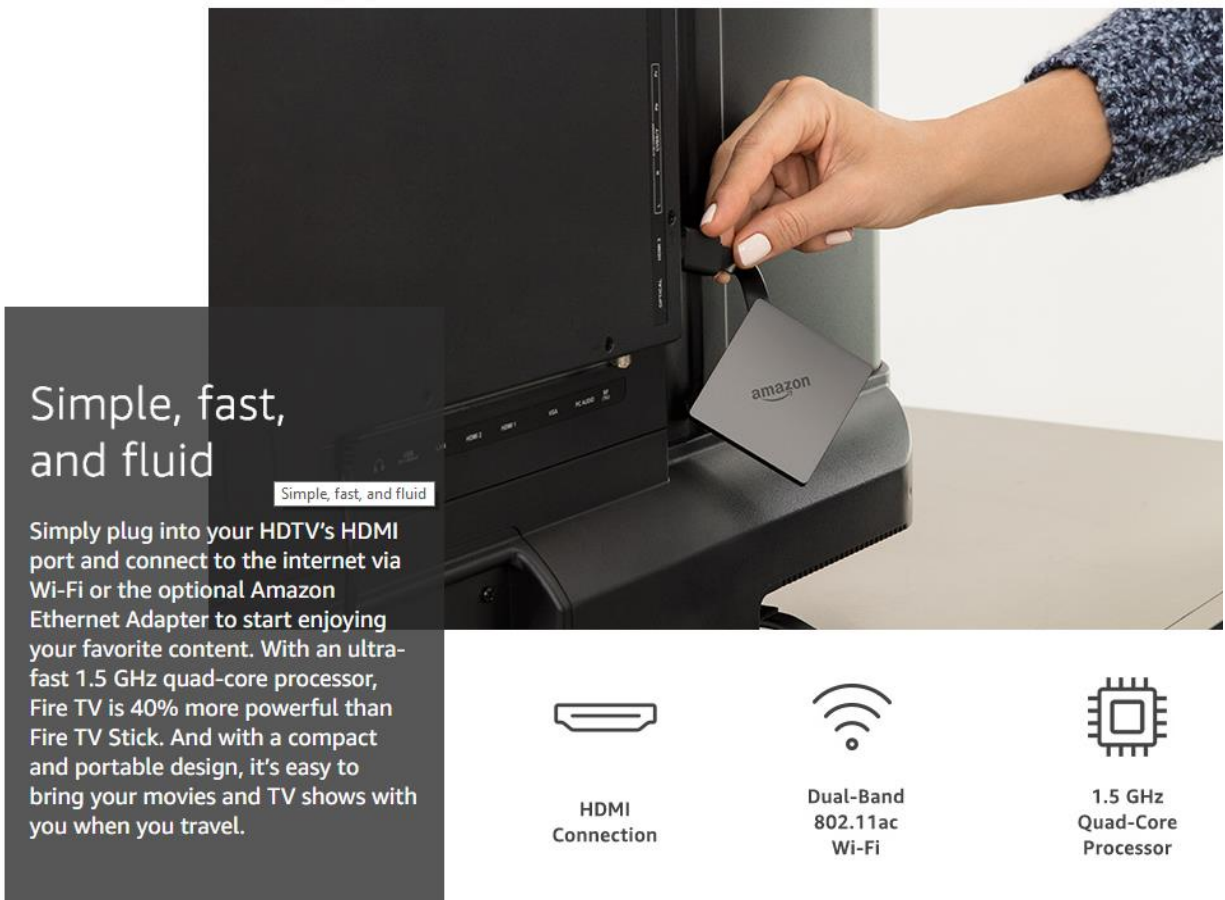 HDMI 3
OPTICAL
amazon
HDMI 2
HDMI 1
VGA
PC AUDIO
Simple, fast,
and fluid
Simple, fast, and fluid
Simply plug into your HDTV’s HDMI
port and connect to the internet via
Wi-Fi or the optional Amazon
Ethernet Adapter to start enjoying
your favorite content. With an ultra-
fast 1.5 GHz quad-core processor,
Fire TV is 40% more powerful than
Fire TV Stick. And with a compact
and portable design, it’s easy to
bring your movies and TV shows with
you when you travel.
HDMI
Connection
Dual-Band
802.11ac
Wi-Fi
1.5 GHz
Quad-Core
Processor